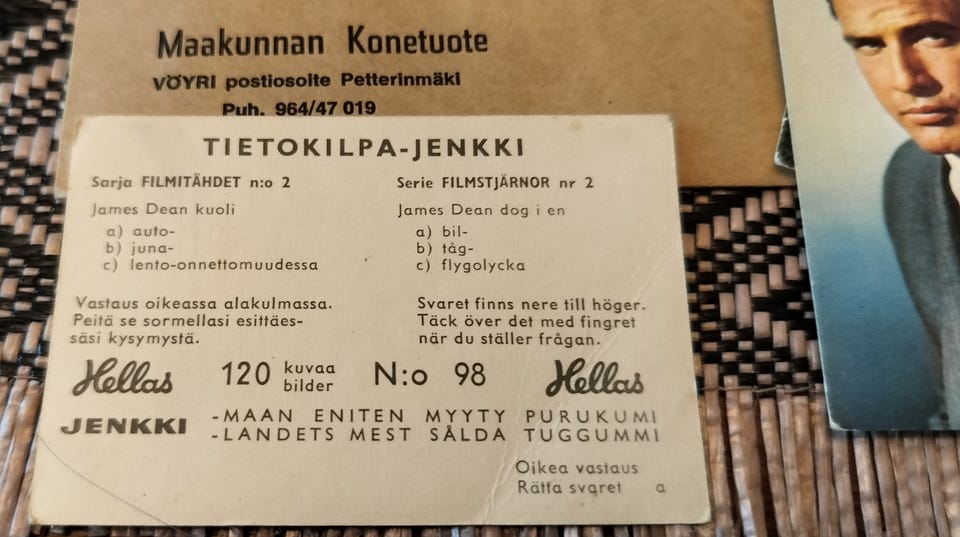 Maakunnan Konetuote
VÖYRI postiosoite Petterinmäki
Puh. 964/47 019
TIETOKILPA-JENKKI
Sarja FILMITÄHDET n:o 2
James Dean kuoli
a) auto-
b) juna-
c) lento-onnettomuudessa
Vastaus oikeassa alakulmassa.
Peitä se sormellasi esittäes-
säsi kysymystä.
Serie FILMSTJÄRNOR nr 2
James Dean dog i en
a) bil-
b) tåg-
c) flygolycka
Svaret finns nere till höger.
Täck över det med fingret
när du ställer frågan.
Hellas 120 kuvaa bilder N:o 98 Hellas
JENKKI -MAAN ENITEN MYYTY PURUKUMI
-LANDETS MEST SÅLDA TUGGUMMI
Oikea vastaus
Rätta svaret a